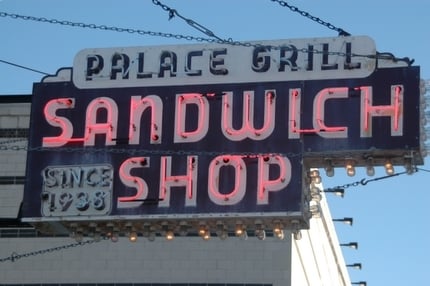 PALACE GRILL
SANDWICH
SINCE 1938
SHOP